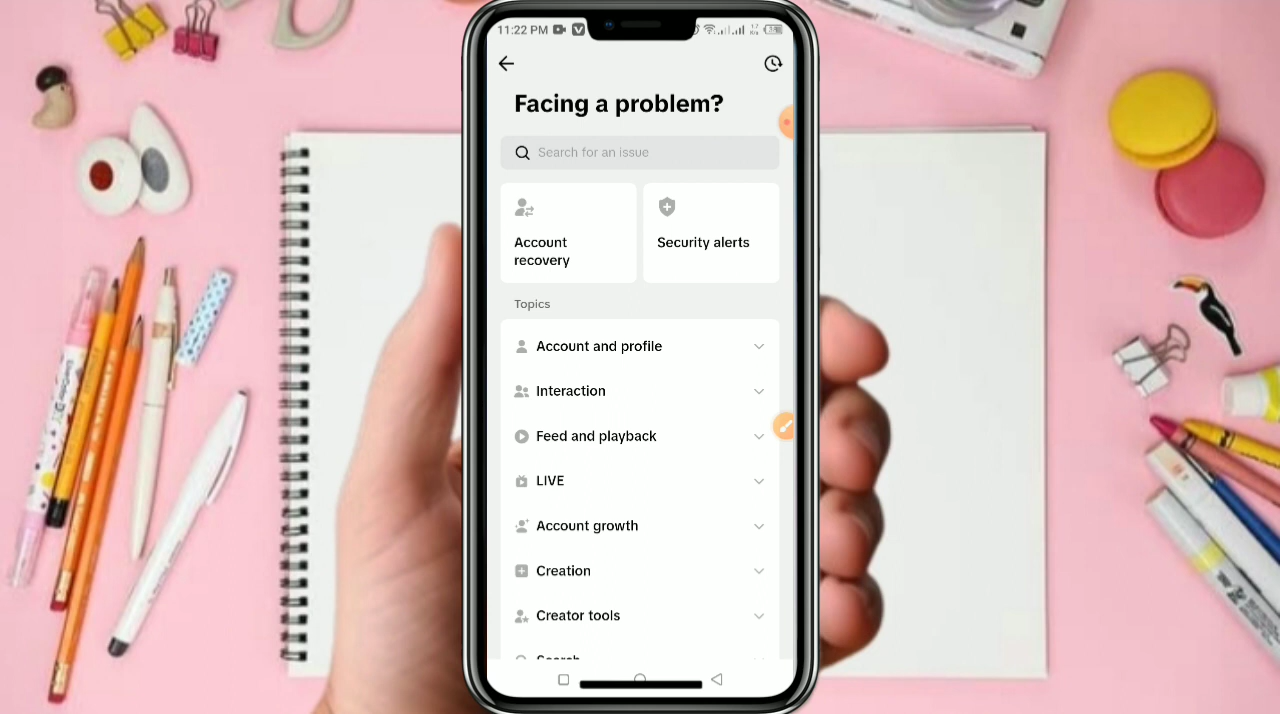 11:22 PM
Facing a problem?
Search for an issue
Account
recovery
Security alerts
Topics
Account and profile
Interaction
Feed and playback
LIVE
Account growth
Creation
Creator tools
Search